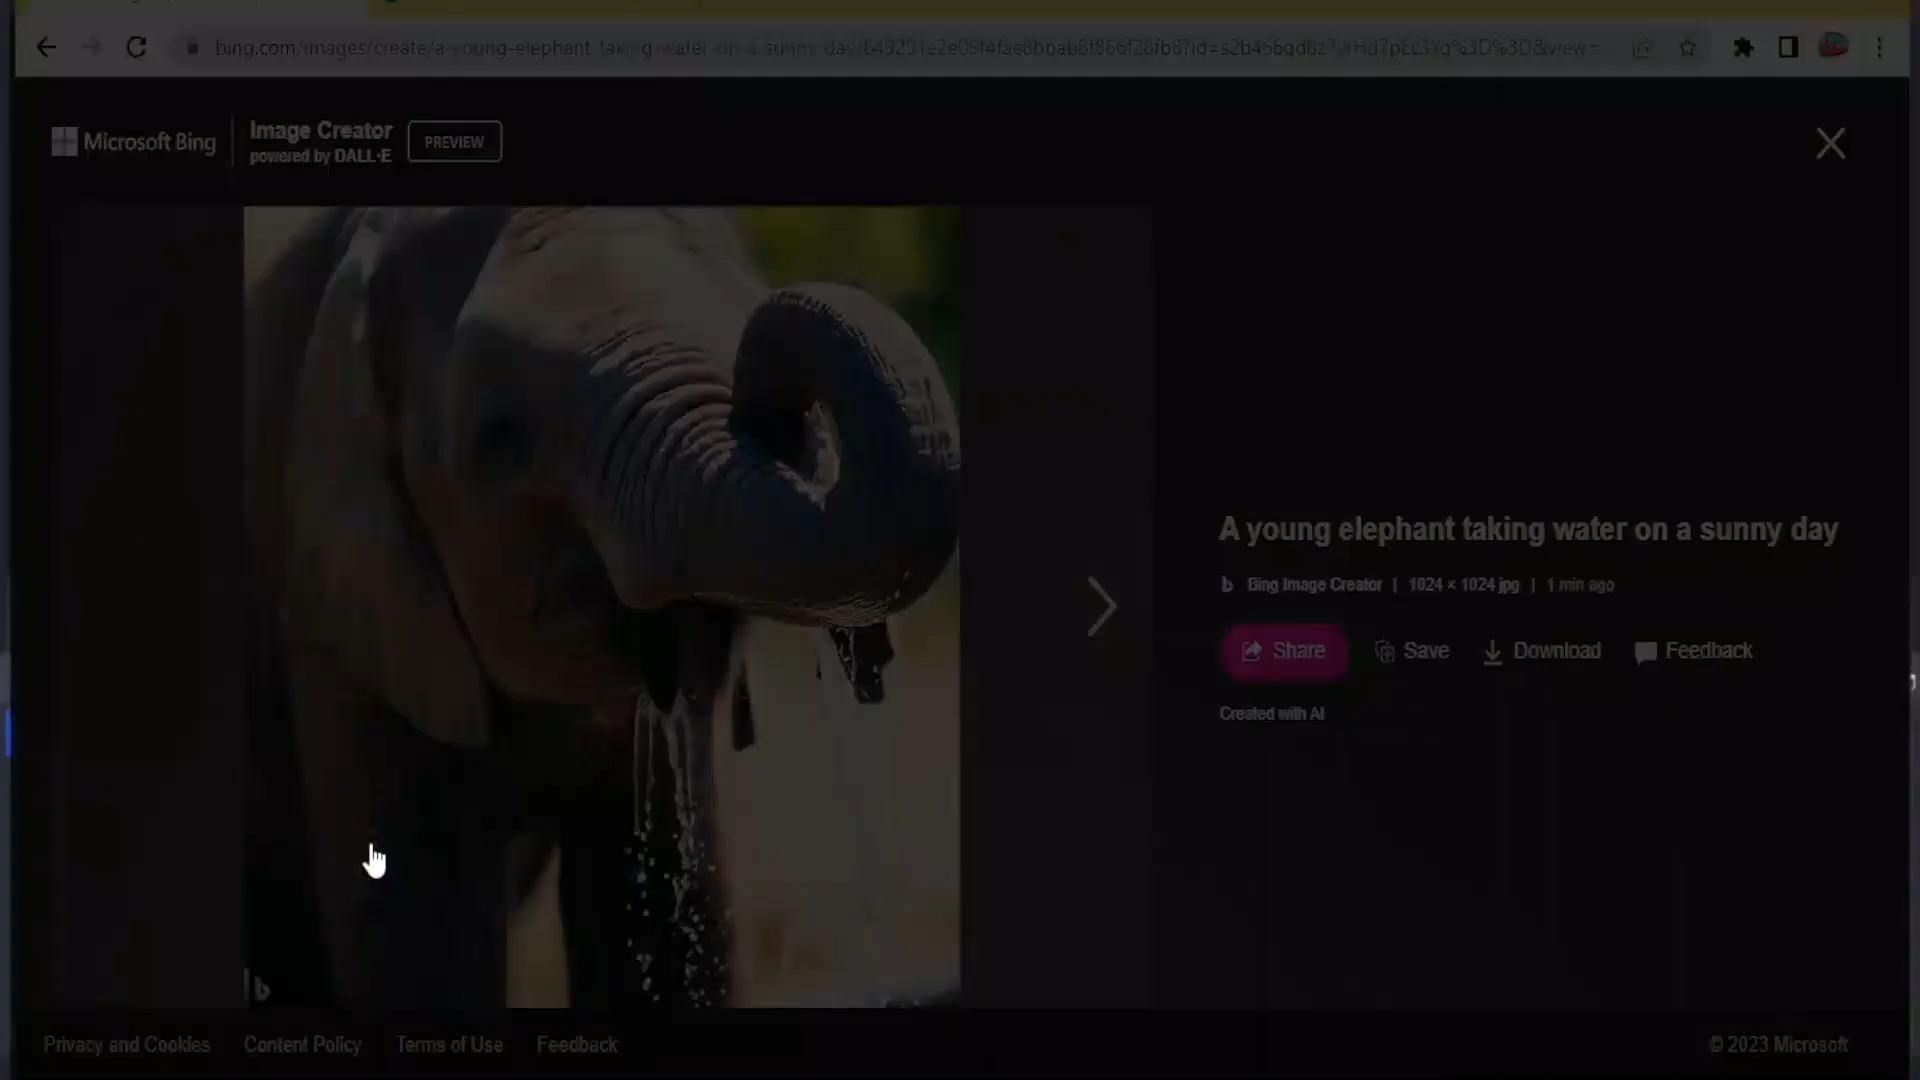 Microsoft Bing
Image Creator
powered by DALL·E
PREVIEW
A young elephant taking water on a sunny day
Bing Image Creator | 1024 × 1024 jpg | 1 min ago
Share Save Download Feedback
Created with AI
Privacy and Cookies Content Policy Terms of Use Feedback
© 2023 Microsoft